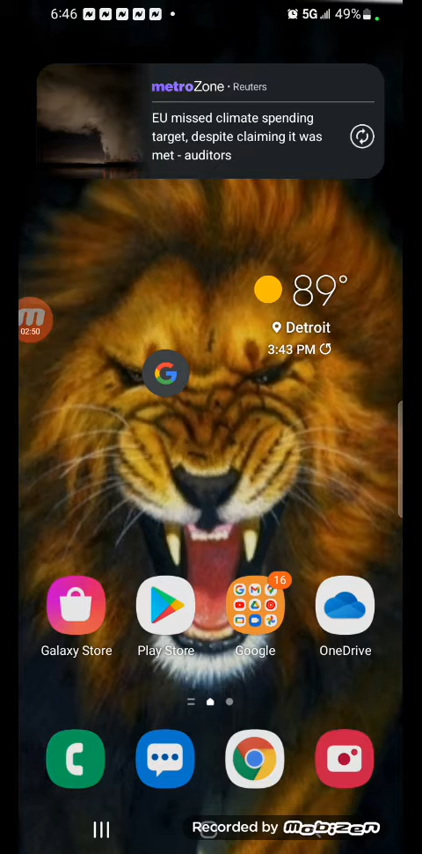 6:46
5G 49%
metroZone • Reuters
EU missed climate spending
target, despite claiming it was
met - auditors
89°
Detroit
3:43 PM
m
02:50
G
16
Galaxy Store
Play Store
Google
OneDrive
Recorded by mobizen